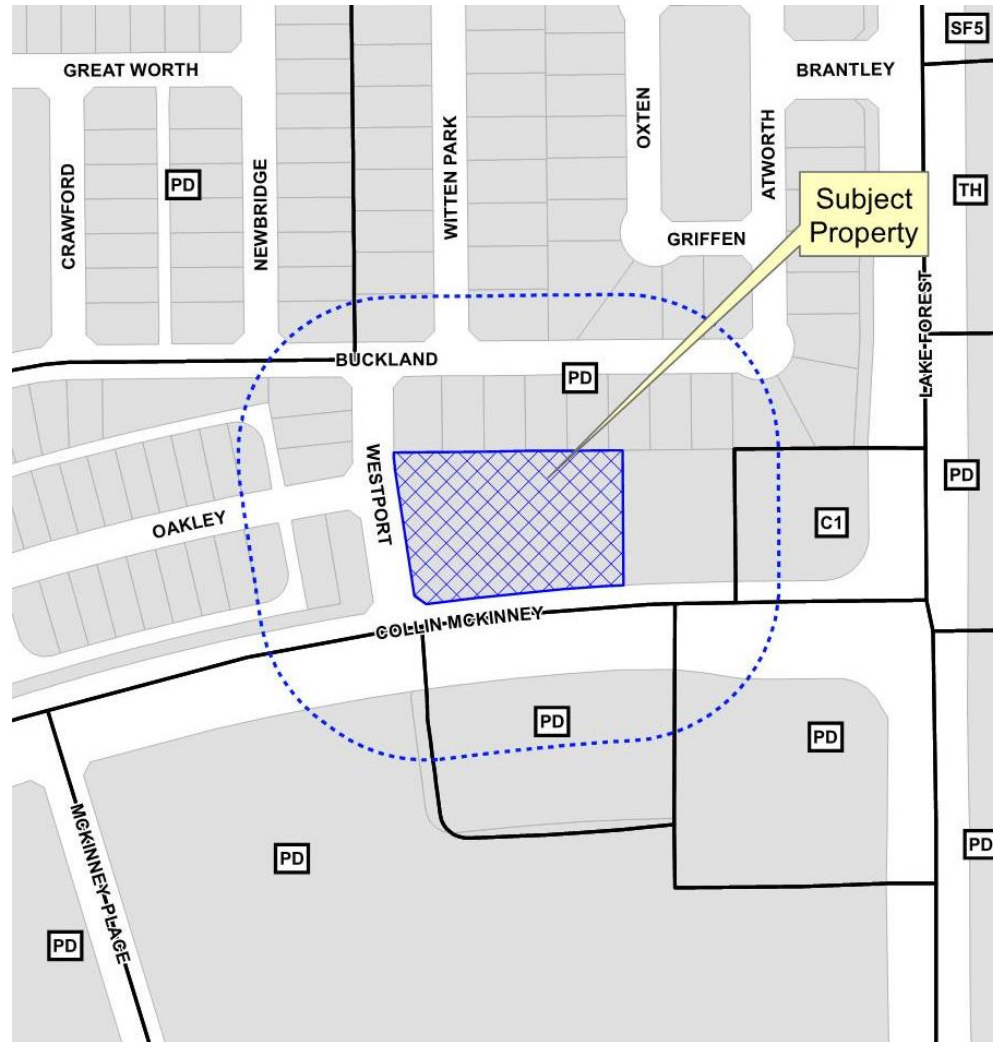 SF5
GREAT WORTH
BRANTLEY
OXTEN
CRAWFORD
PD
NEWBRIDGE
WITTEN PARK
ATWORTH
TH
Subject
Property
GRIFFEN
LAKE FOREST
BUCKLAND
PD
WESTPORT
PD
OAKLEY
C1
COLLIN MCKINNEY
PD
PD
MCKINNEY PLACE
PD
PD
PD